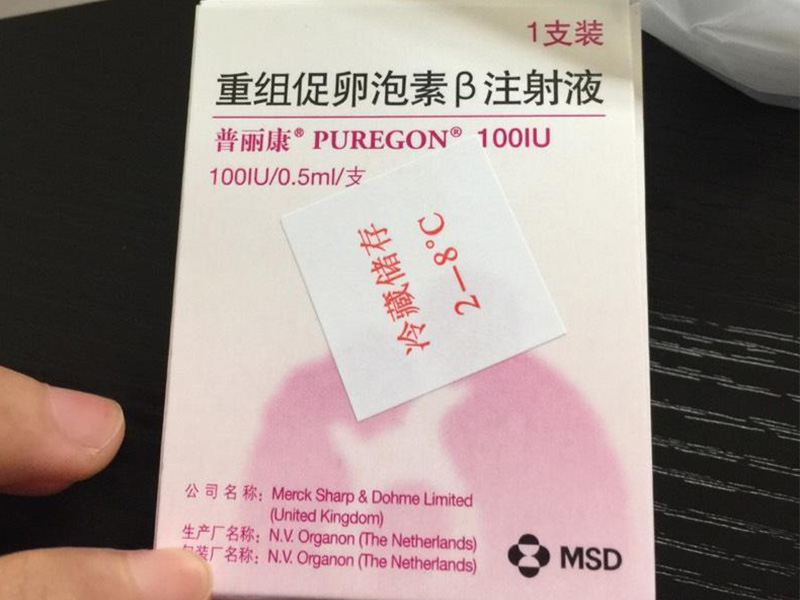 1支装
重组促卵泡素β注射液
普丽康® PUREGON® 100IU
100IU/0.5ml/支
冷藏储存
2—8°C
公司名称：Merck Sharp & Dohme Limited
(United Kingdom)
生产厂名称：N.V. Organon (The Netherlands)
包装厂名称：N.V. Organon (The Netherlands)
MSD